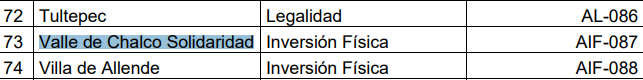 72 Tultepec Legalidad AL-086
73 Valle de Chalco Solidaridad Inversión Física AIF-087
74 Villa de Allende Inversión Física AIF-088